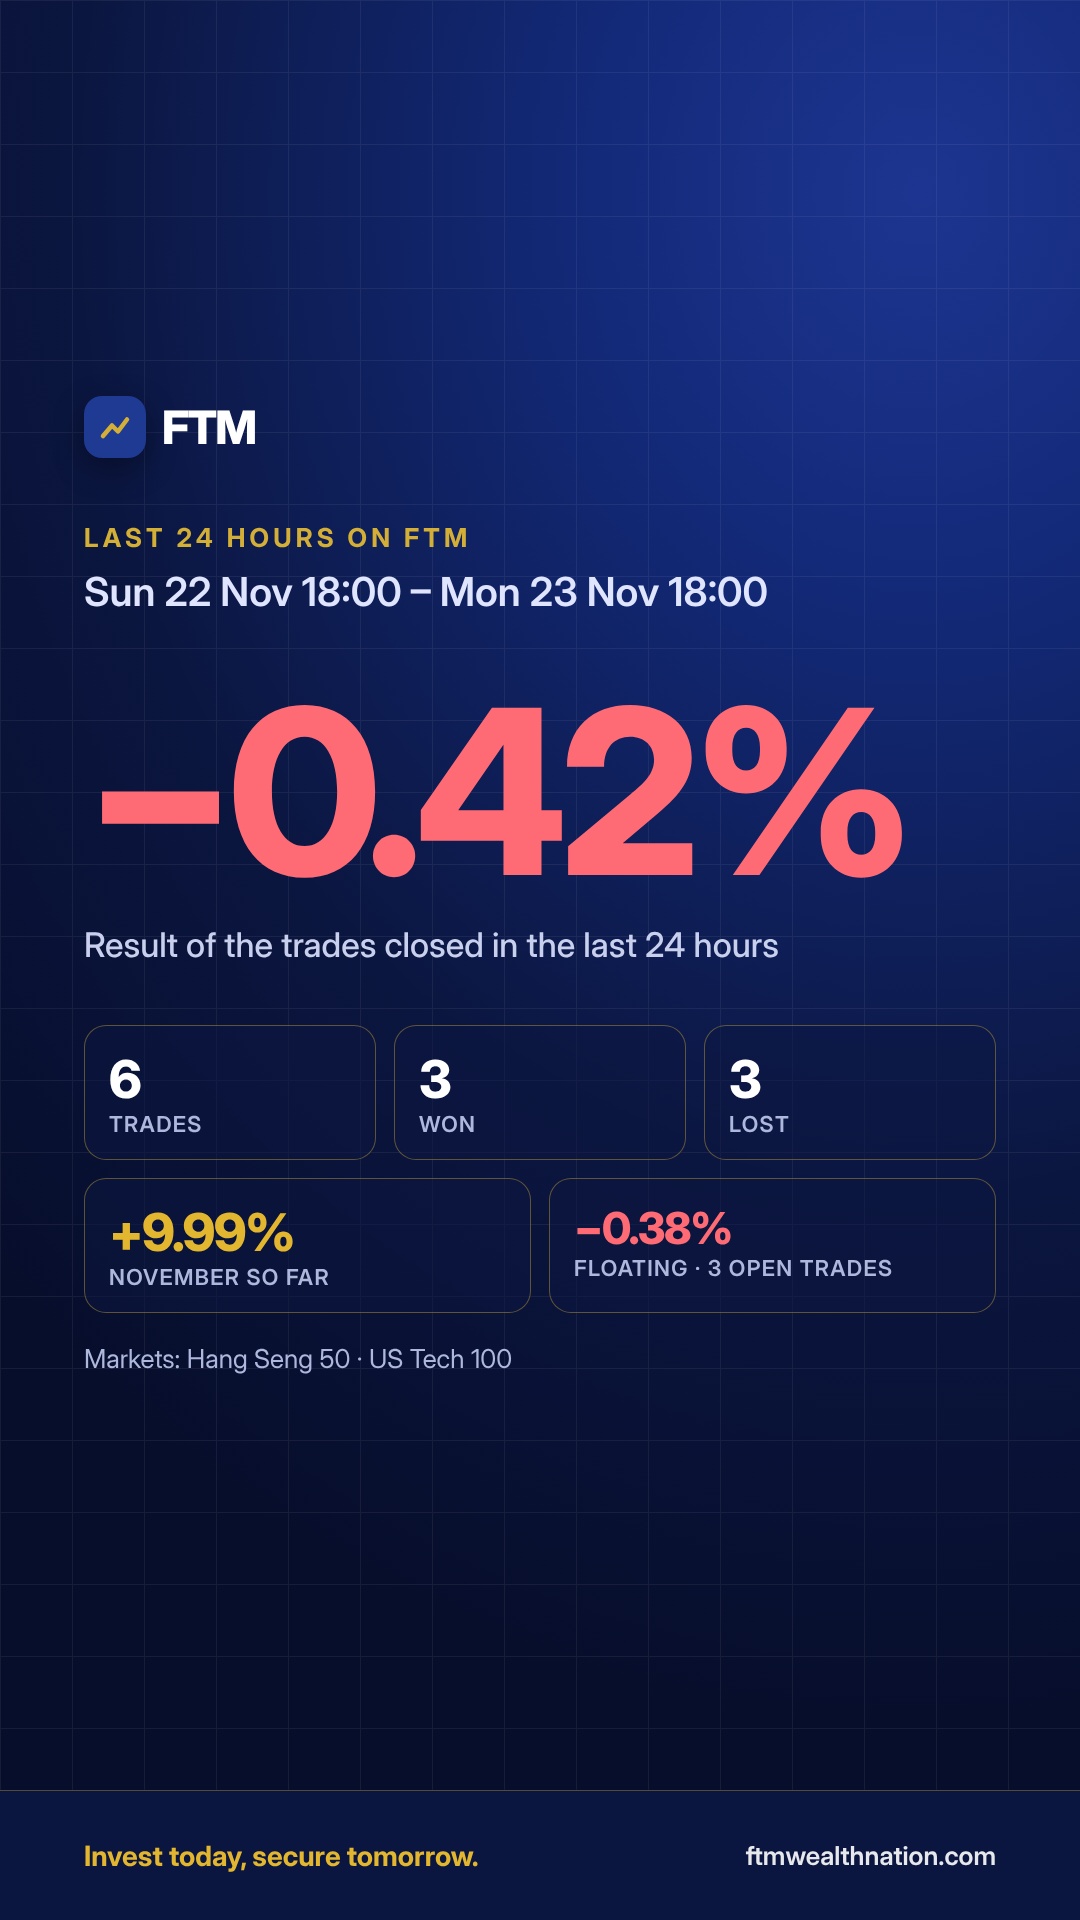 FTM
LAST 24 HOURS ON FTM
Sun 22 Nov 18:00 – Mon 23 Nov 18:00
−0.42%
Result of the trades closed in the last 24 hours
6
TRADES
3
WON
3
LOST
+9.99%
NOVEMBER SO FAR
−0.38%
FLOATING · 3 OPEN TRADES
Markets: Hang Seng 50 · US Tech 100
Invest today, secure tomorrow.
ftmwealthnation.com